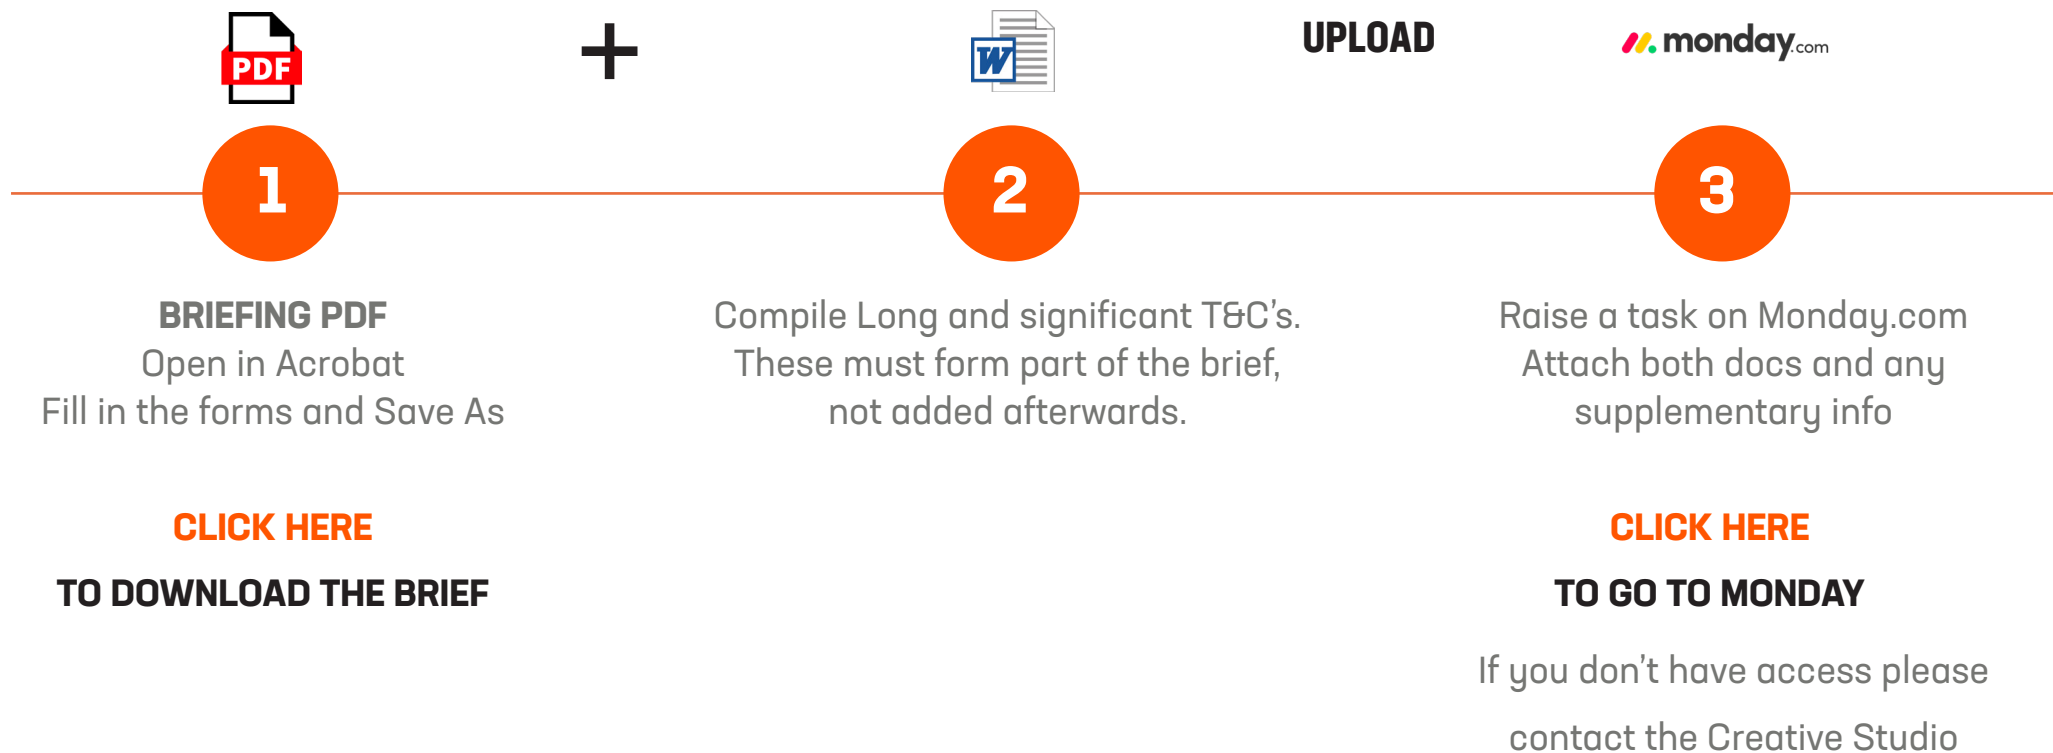 PDF
+
W
UPLOAD
monday.com
1
2
3
BRIEFING PDF
Open in Acrobat
Fill in the forms and Save As
CLICK HERE
TO DOWNLOAD THE BRIEF
Compile Long and significant T&C's.
These must form part of the brief,
not added afterwards.
Raise a task on Monday.com
Attach both docs and any
supplementary info
CLICK HERE
TO GO TO MONDAY
If you don't have access please
contact the Creative Studio